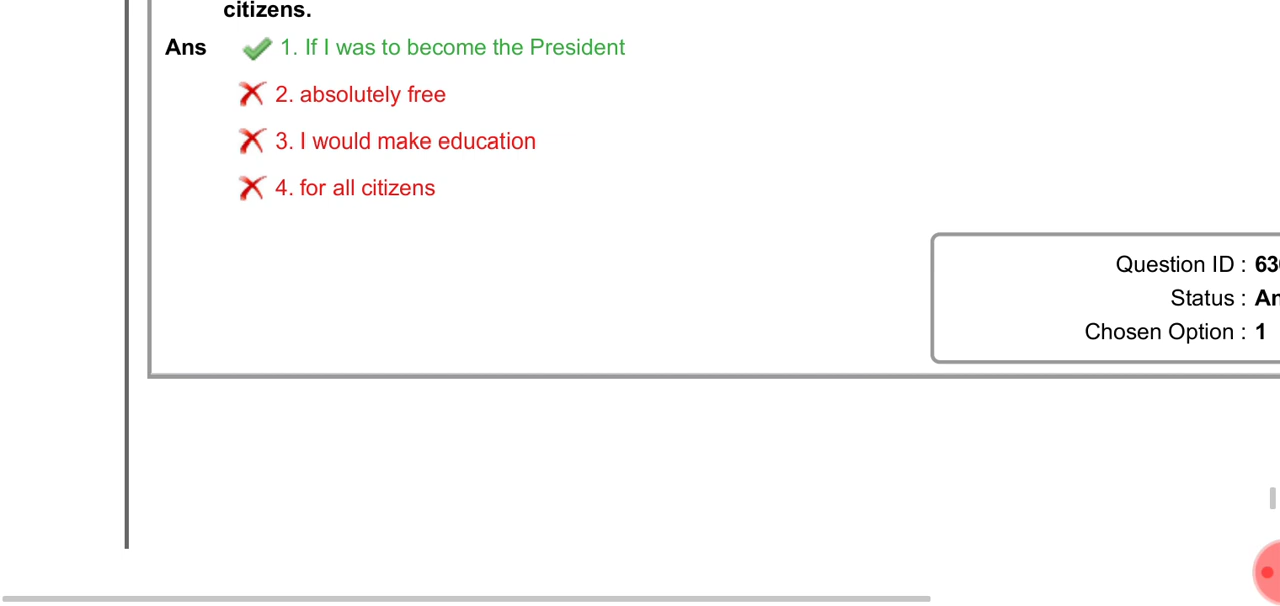 citizens.
Ans 1. If I was to become the President
2. absolutely free
3. I would make education
4. for all citizens
Question ID :
Status :
Chosen Option : 1